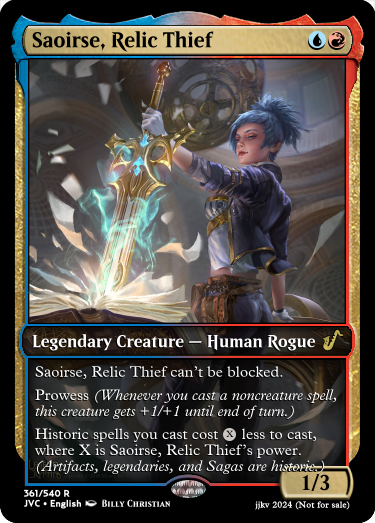 Saoirse, Relic Thief
Legendary Creature — Human Rogue
Saoirse, Relic Thief can't be blocked.
Prowess (Whenever you cast a noncreature spell,
this creature gets +1/+1 until end of turn.)
Historic spells you cast cost X less to cast,
where X is Saoirse, Relic Thief's power.
(Artifacts, legendaries, and Sagas are historic.)
1/3
361/540 R
JVC • English Billy Christian
jjkv 2024 (Not for sale)